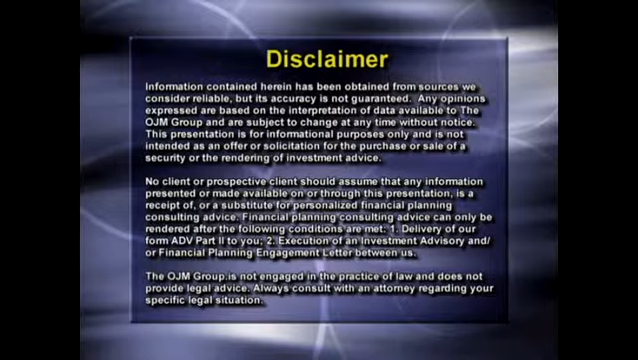 Disclaimer
Information contained herein has been obtained from sources we
consider reliable, but its accuracy is not guaranteed. Any opinions
expressed are based on the interpretation of data available to The
OJM Group and are subject to change at any time without notice.
This presentation is for informational purposes only and is not
intended as an offer or solicitation for the purchase or sale of a
security or the rendering of investment advice.
No client or prospective client should assume that any information
presented or made available on or through this presentation, is a
receipt of, or a substitute for personalized financial planning
consulting advice. Financial planning consulting advice can only be
rendered after the following conditions are met: 1. Delivery of our
form ADV Part II to you; 2. Execution of an Investment Advisory and/
or Financial Planning Engagement Letter between us.
The OJM Group.is not engaged in the practice of law and does not
provide legal advice. Always consult with an attorney regarding your
specific legal situation.